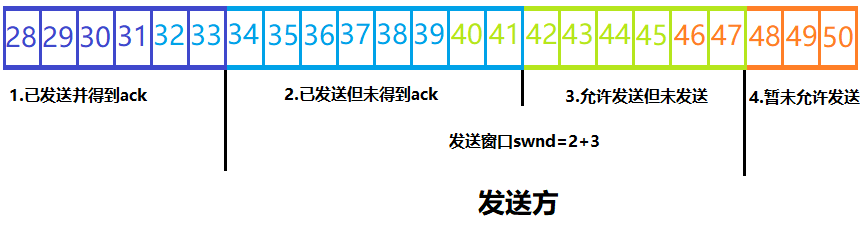 28 29 30 31 32 33 34 35 36 37 38 39 40 41 42 43 44 45 46 47 48 49 50
1.已发送并得到ack 2.已发送但未得到ack 3.允许发送但未发送 4.暂未允许发送
发送窗口swnd=2+3
发送方